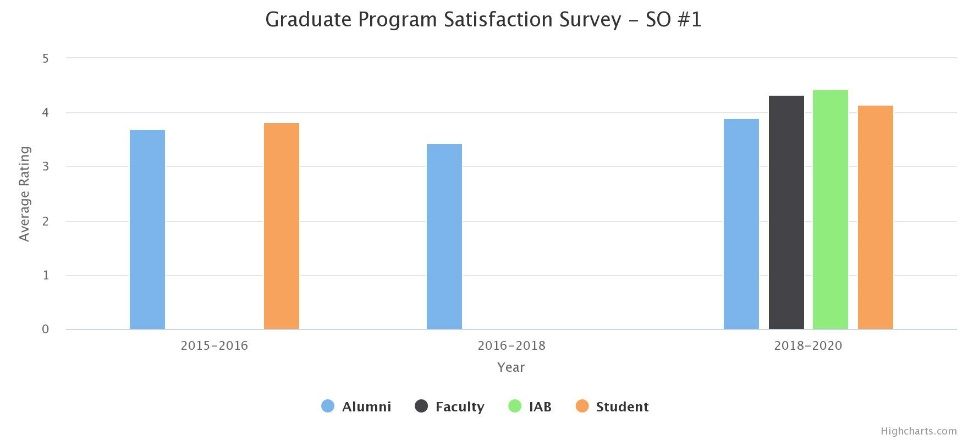 Graduate Program Satisfaction Survey – SO #1
5
4
3
2
1
0
Average Rating
2015-2016
2016-2018
2018-2020
Year
Alumni
Faculty
IAB
Student
Highcharts.com